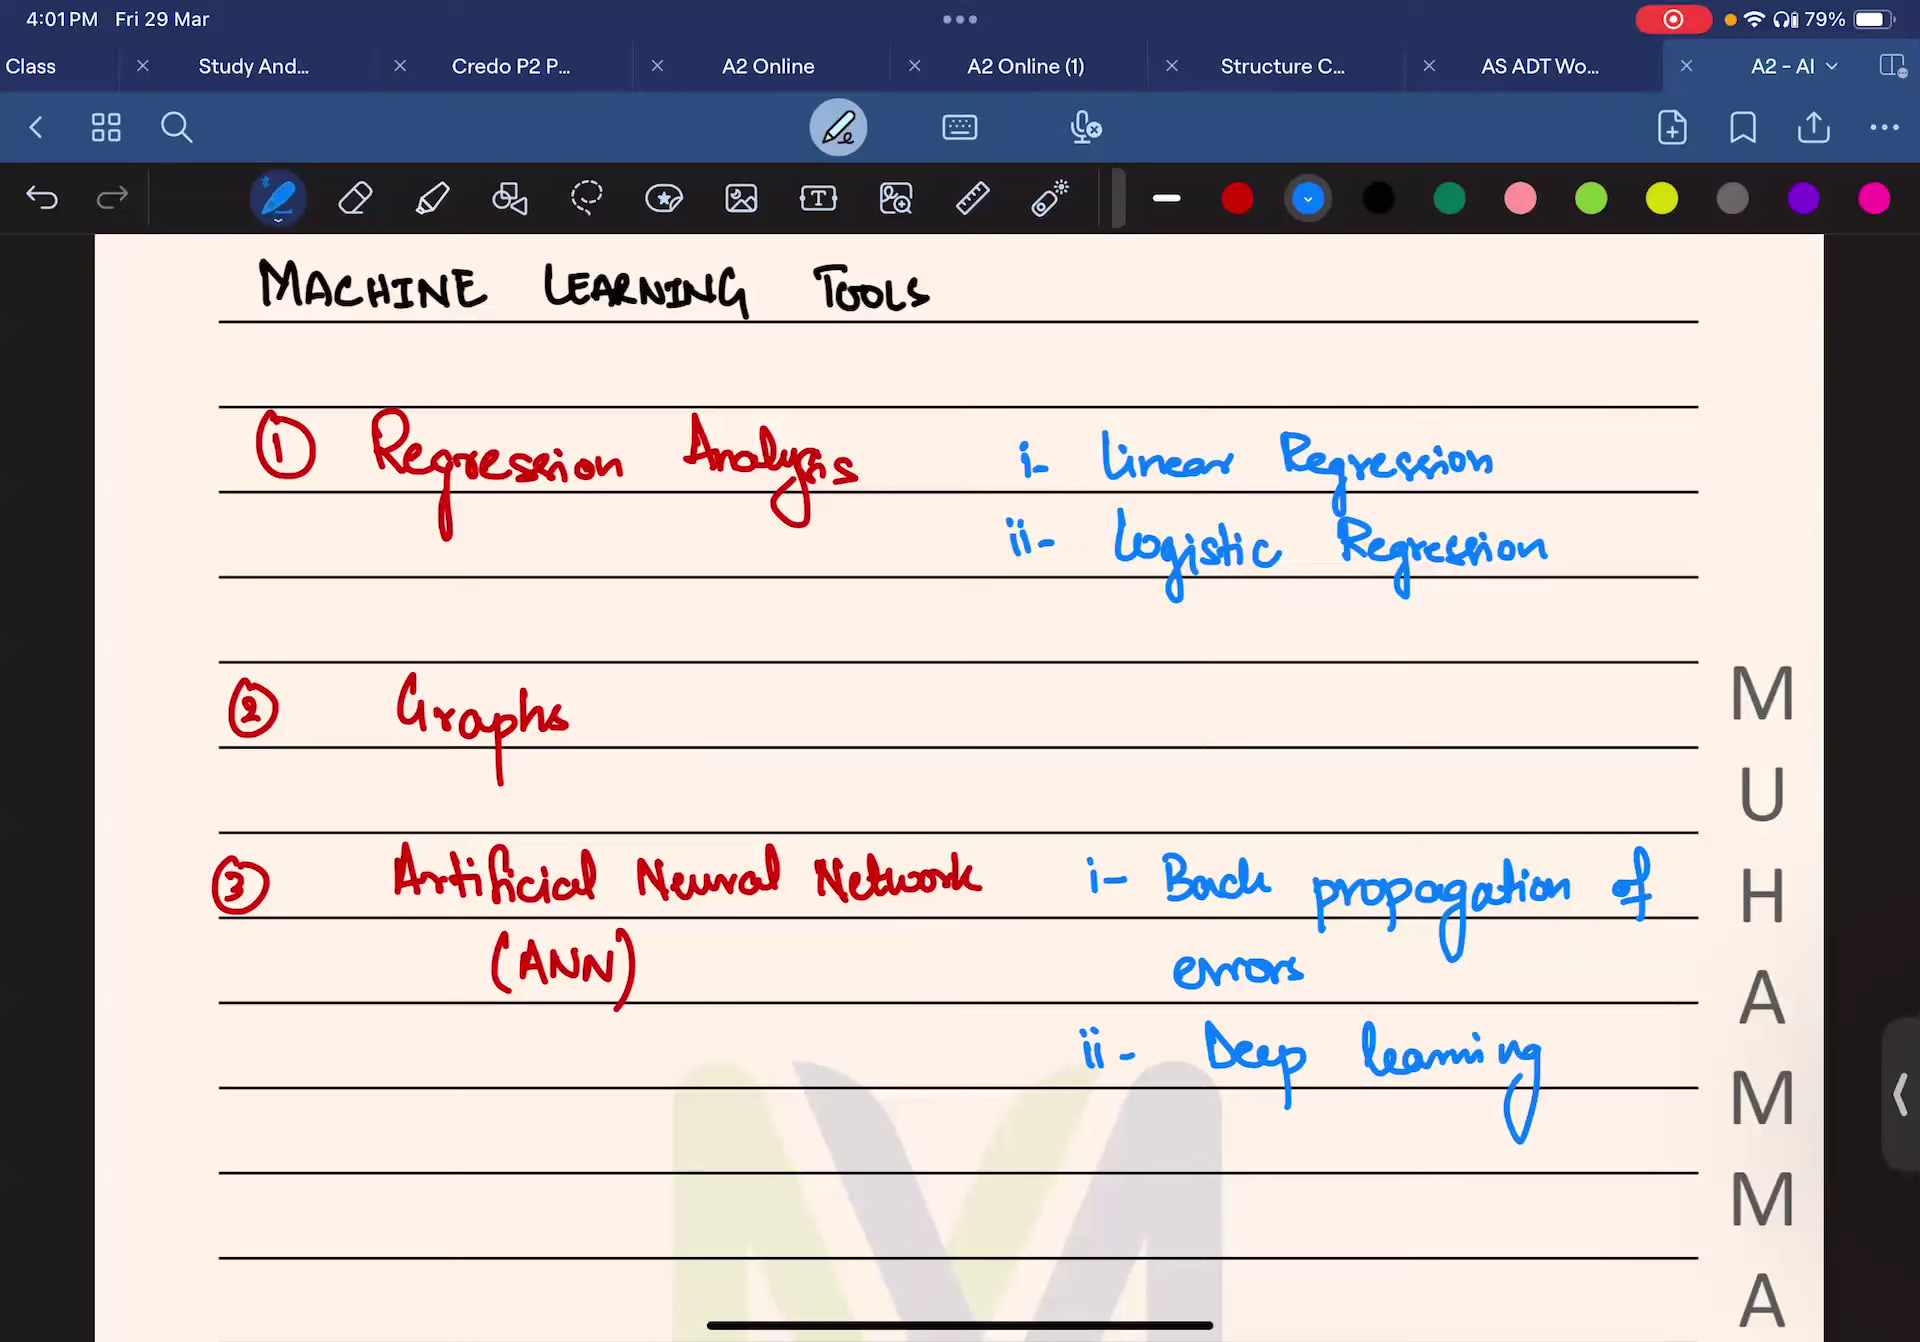 4:01 PM Fri 29 Mar 79%
Class Study And... Credo P2 P... A2 Online A2 Online (1) Structure C... AS ADT Wo... A2 - AI
MACHINE LEARNING TOOLS
1 Regression Analysis i- Linear Regression
ii- Logistic Regression
2 Graphs
3 Artificial Neural Network i- Back propagation of
(ANN) errors
ii- Deep learning
M
U
H
A
M
M
A